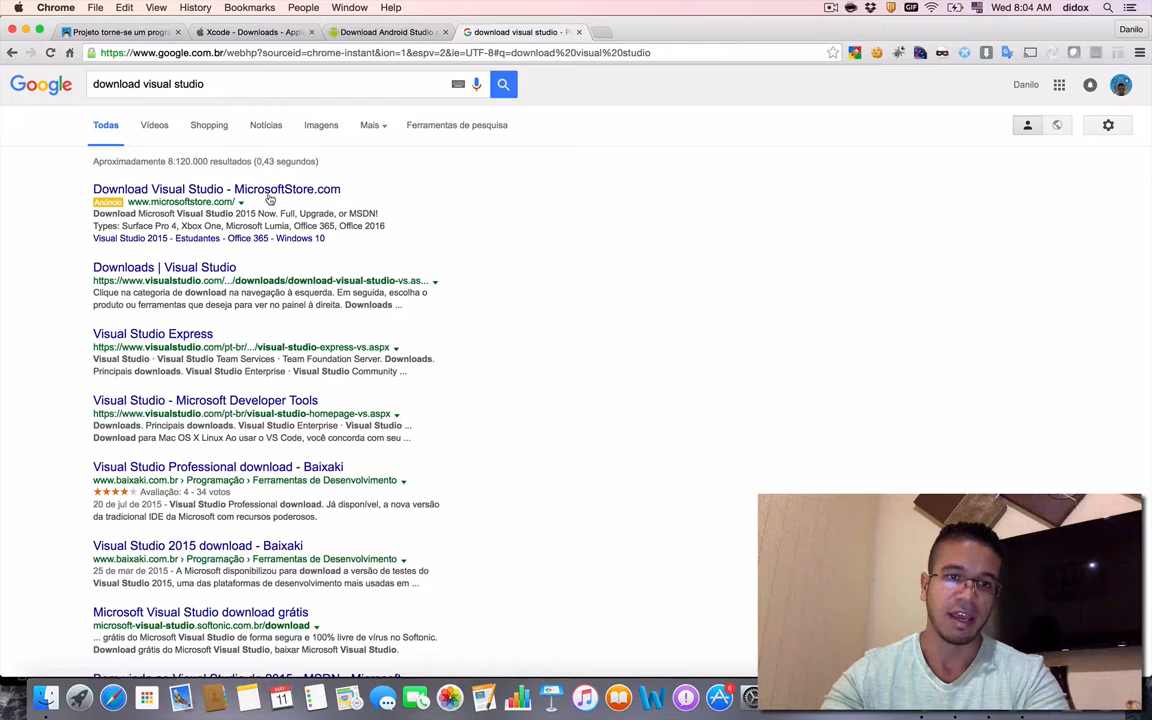 Chrome File Edit View History Bookmarks People Window Help
GIF Wed 8:04 AM didox
Projeto torne-se um progra
Xcode - Downloads - Apple
Download Android Studio a
download visual studio - P
Danilo
https://www.google.com.br/webhp?sourceid=chrome-instant&ion=1&espv=2&ie=UTF-8#q=download%20visual%20studio
Google
download visual studio
Danilo
Todas Vídeos Shopping Notícias Imagens Mais Ferramentas de pesquisa
Aproximadamente 8.120.000 resultados (0,43 segundos)
Download Visual Studio - MicrosoftStore.com
Anúncio www.microsoftstore.com/
Download Microsoft Visual Studio 2015 Now. Full, Upgrade, or MSDN!
Types: Surface Pro 4, Xbox One, Microsoft Lumia, Office 365, Office 2016
Visual Studio 2015 - Estudantes - Office 365 - Windows 10
Downloads | Visual Studio
https://www.visualstudio.com/.../downloads/download-visual-studio-vs.as...
Clique na categoria de download na navegação à esquerda. Em seguida, escolha o
produto ou ferramentas que deseja para ver no painel à direita. Downloads ...
Visual Studio Express
https://www.visualstudio.com/pt-br/.../visual-studio-express-vs.aspx
Visual Studio · Visual Studio Team Services · Team Foundation Server. Downloads.
Principais downloads. Visual Studio Enterprise · Visual Studio Community ...
Visual Studio - Microsoft Developer Tools
https://www.visualstudio.com/pt-br/visual-studio-homepage-vs.aspx
Downloads. Principais downloads. Visual Studio Enterprise · Visual Studio ...
Download para Mac OS X Linux Ao usar o VS Code, você concorda com seu ...
Visual Studio Professional download - Baixaki
www.baixaki.com.br › Programação › Ferramentas de Desenvolvimento
Avaliação: 4 - 34 votos
20 de jul de 2015 - Visual Studio Professional download. Já disponível, a nova versão
da tradicional IDE da Microsoft com recursos poderosos.
Visual Studio 2015 download - Baixaki
www.baixaki.com.br › Programação › Ferramentas de Desenvolvimento
25 de mar de 2015 - A Microsoft disponibilizou para download a versão de testes do
Visual Studio 2015, uma das plataformas de desenvolvimento mais usadas em ...
Microsoft Visual Studio download grátis
microsoft-visual-studio.softonic.com.br/download
... grátis do Microsoft Visual Studio de forma segura e 100% livre de vírus no Softonic.
Download grátis do Microsoft Visual Studio, baixar Microsoft Visual Studio.
11
6